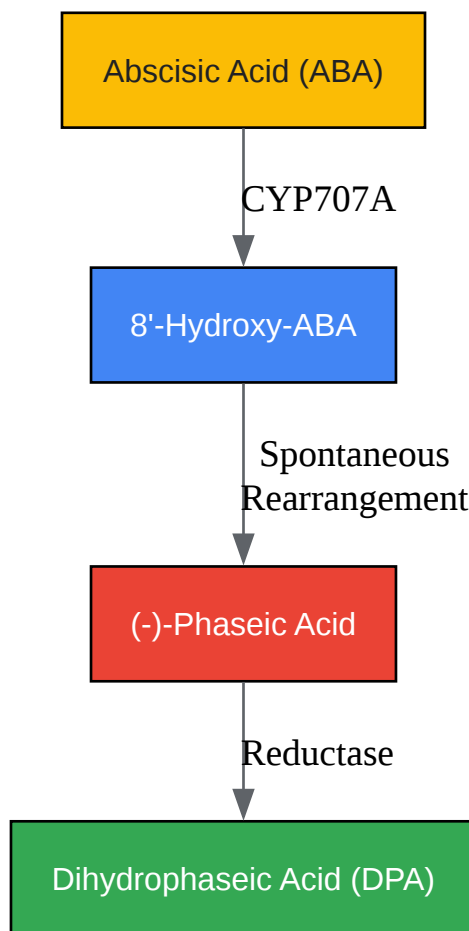 Abscisic Acid (ABA)
CYP707A
8'-Hydroxy-ABA
Spontaneous
Rearrangement
(-)-Phaseic Acid
Reductase
Dihydrophaseic Acid (DPA)